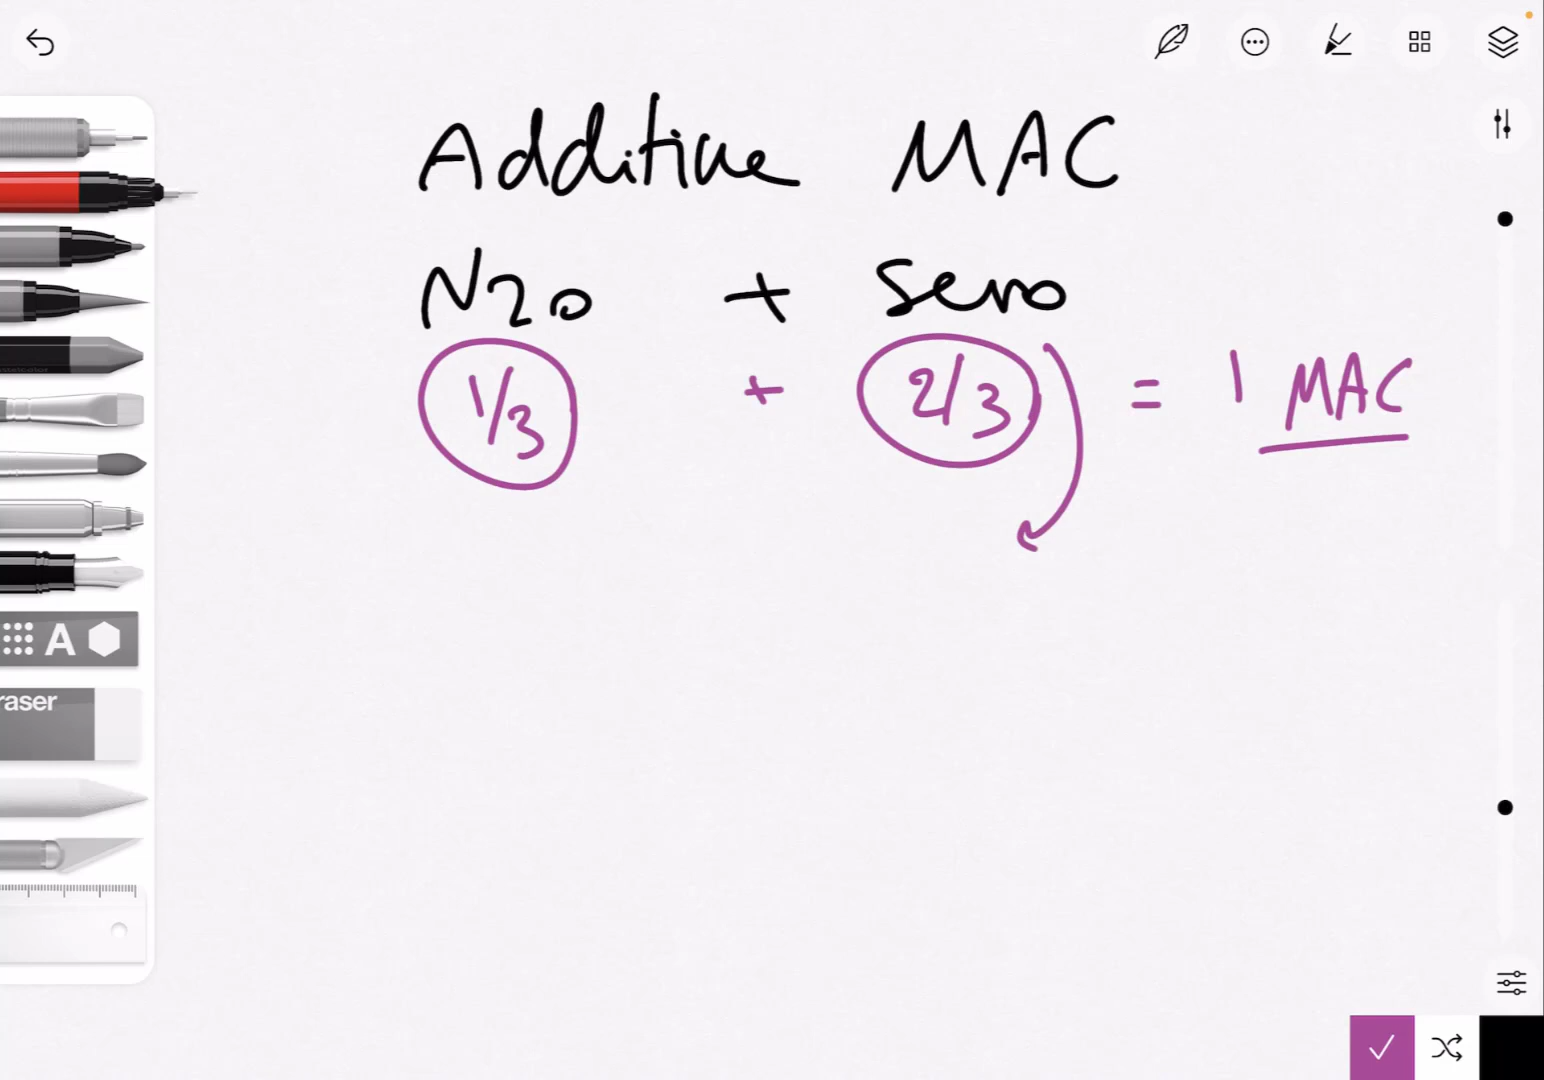 Additive MAC
N2O + Sevo
1/3 + 2/3 = 1 MAC
A
raser